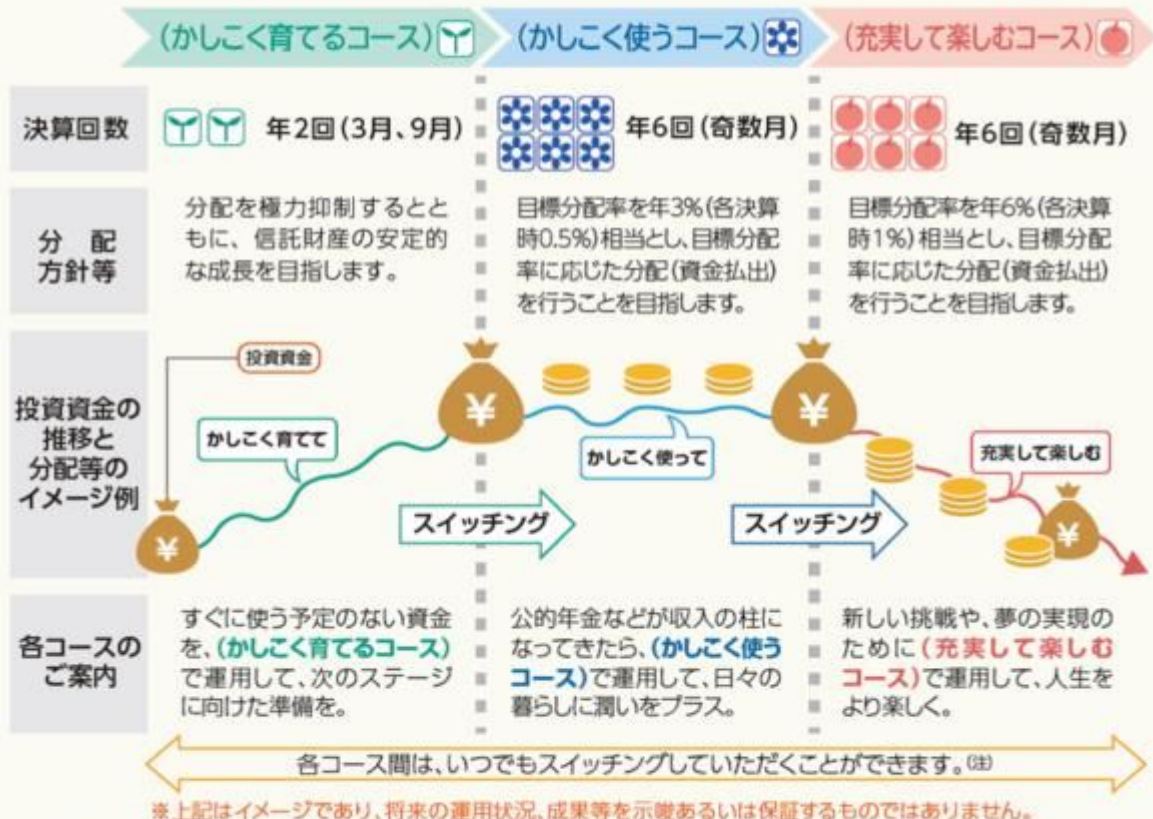 (かしこく育てるコース)
(かしこく使うコース)
(充実して楽しむコース)
決算回数
年2回(3月、9月)
年6回(奇数月)
年6回(奇数月)
分配
方針等
分配を極力抑制するとと
もに、信託財産の安定的
な成長を目指します。
目標分配率を年3%(各決算
時0.5%)相当とし、目標分配
率に応じた分配(資金払出)
を行うことを目指します。
目標分配率を年6%(各決算
時1%)相当とし、目標分配
率に応じた分配(資金払出)
を行うことを目指します。
投資資金の
推移と
分配等の
イメージ例
投資資金
かしこく育てて
¥
¥
かしこく使って
¥
充実して楽しむ
¥
スイッチング
スイッチング
各コースの
ご案内
すぐに使う予定のない資金
を、(かしこく育てるコース)
で運用して、次のステージ
に向けた準備を。
公的年金などが収入の柱に
なってきたら、(かしこく使う
コース)で運用して、日々の
暮らしに潤いをプラス。
新しい挑戦や、夢の実現の
ために(充実して楽しむ
コース)で運用して、人生を
より楽しく。
各コース間は、いつでもスイッチングしていただくことができます。(注)
※上記はイメージであり、将来の運用状況、成果等を示唆あるいは保証するものではありません。